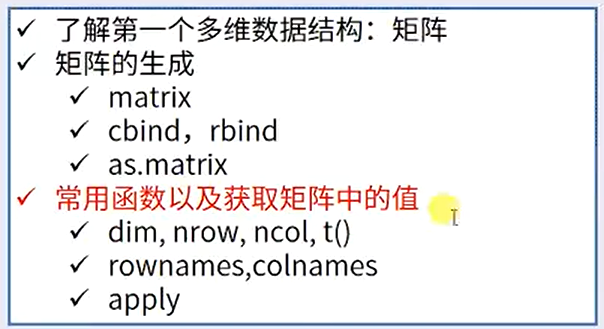 ✓ 了解第一个多维数据结构：矩阵
✓ 矩阵的生成
✓ matrix
✓ cbind，rbind
✓ as.matrix
✓ 常用函数以及获取矩阵中的值
✓ dim, nrow, ncol, t()
✓ rownames,colnames
✓ apply